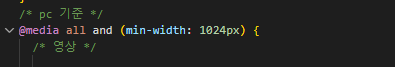 /* pc 기준 */
@media all and (min-width: 1024px) {
/* 영상 */